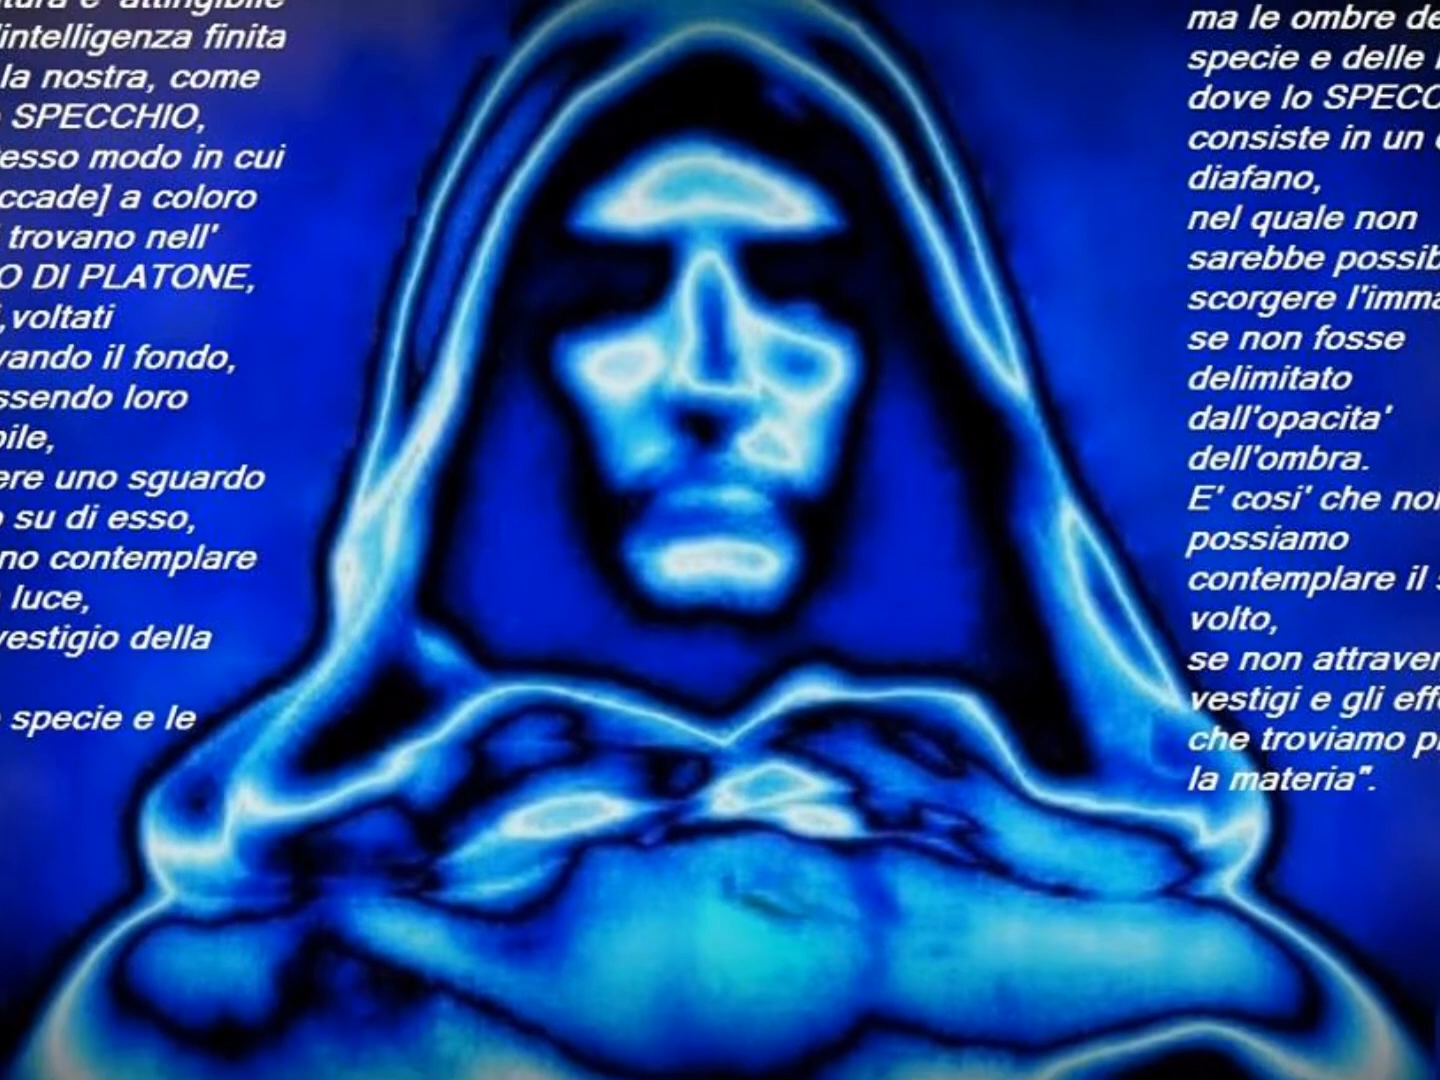 attingibile
intelligenza finita
la nostra, come
SPECCHIO,
esso modo in cui
ccade] a coloro
trovano nell'
O DI PLATONE,
,voltati
vando il fondo,
ssendo loro
bile,
ere uno sguardo
su di esso,
no contemplare
luce,
vestigio della
specie e le
ma le ombre de
specie e delle
dove lo SPECC
consiste in un
diafano,
nel quale non
sarebbe possib
scorgere l'imma
se non fosse
delimitato
dall'opacita'
dell'ombra.
E' cosi' che noi
possiamo
contemplare il s
volto,
se non attraver
vestigi e gli effe
che troviamo p
la materia".